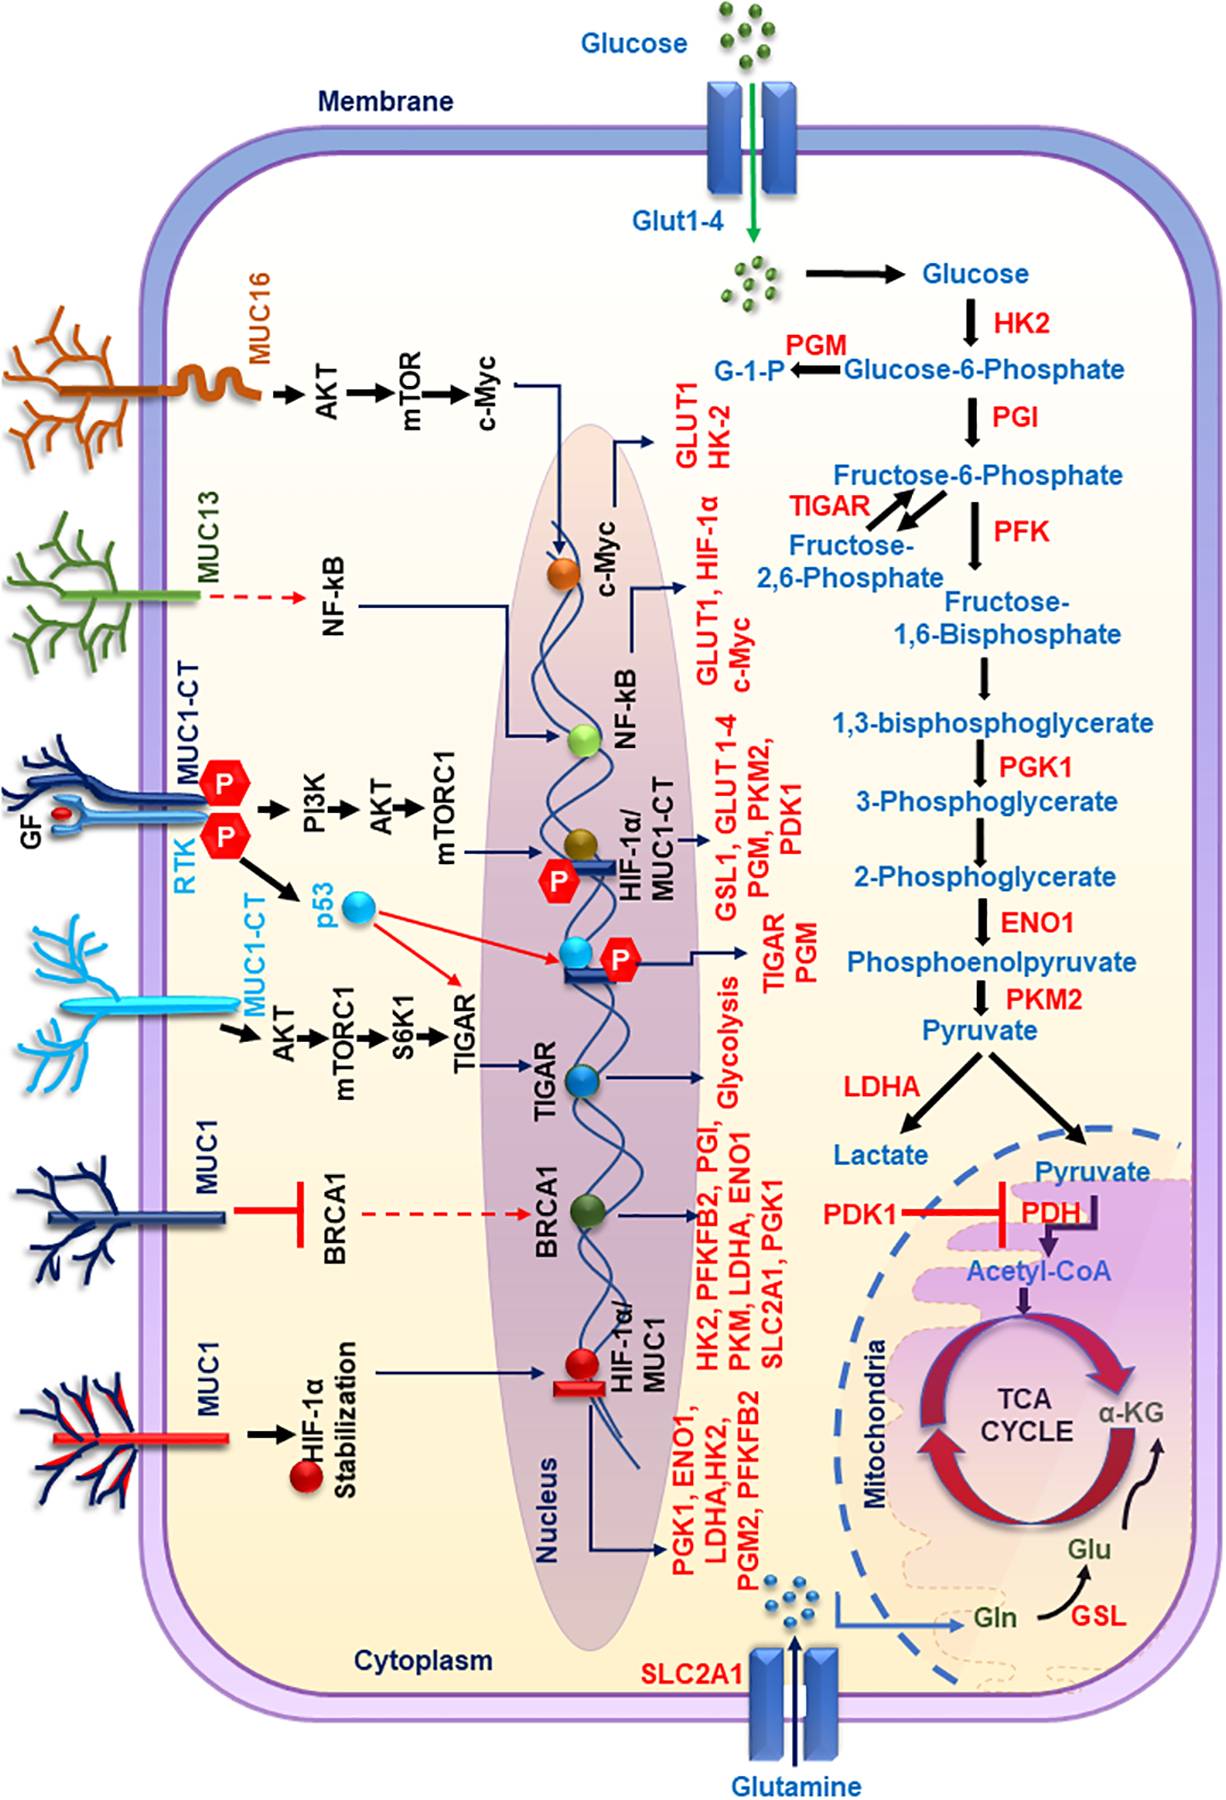 Glucose
Membrane
Glut1-4
Glucose
HK2
PGM
G-1-P
Glucose-6-Phosphate
PGI
Fructose-6-Phosphate
TIGAR
PFK
Fructose-
2,6-Phosphate
Fructose-
1,6-Bisphosphate
1,3-bisphosphoglycerate
PGK1
3-Phosphoglycerate
2-Phosphoglycerate
ENO1
Phosphoenolpyruvate
PKM2
Pyruvate
LDHA
Lactate
Pyruvate
PDK1
PDH
Acetyl-CoA
TCA
CYCLE
α-KG
Glu
GSL
Gln
Mitochondria
MUC16
AKT
mTOR
c-Myc
c-Myc
GLUT1
HK-2
MUC13
NF-kB
NF-kB
GLUT1, HIF-1α
c-Myc
MUC1-CT
GF
RTK
P
P
PI3K
AKT
mTORC1
P
HIF-1α/
MUC1-CT
GSL1, GLUT1-4
PGM, PKM2,
PDK1
p53
P
TIGAR
PGM
MUC1-CT
AKT
mTORC1
S6K1
TIGAR
TIGAR
Glycolysis
MUC1
BRCA1
BRCA1
HK2, PFKFB2, PGI,
PKM, LDHA, ENO1
SLC2A1, PGK1
MUC1
HIF-1α
Stabilization
HIF-1α/
MUC1
PGK1, ENO1,
LDHA,HK2,
PGM2, PFKFB2
Nucleus
Cytoplasm
SLC2A1
Glutamine